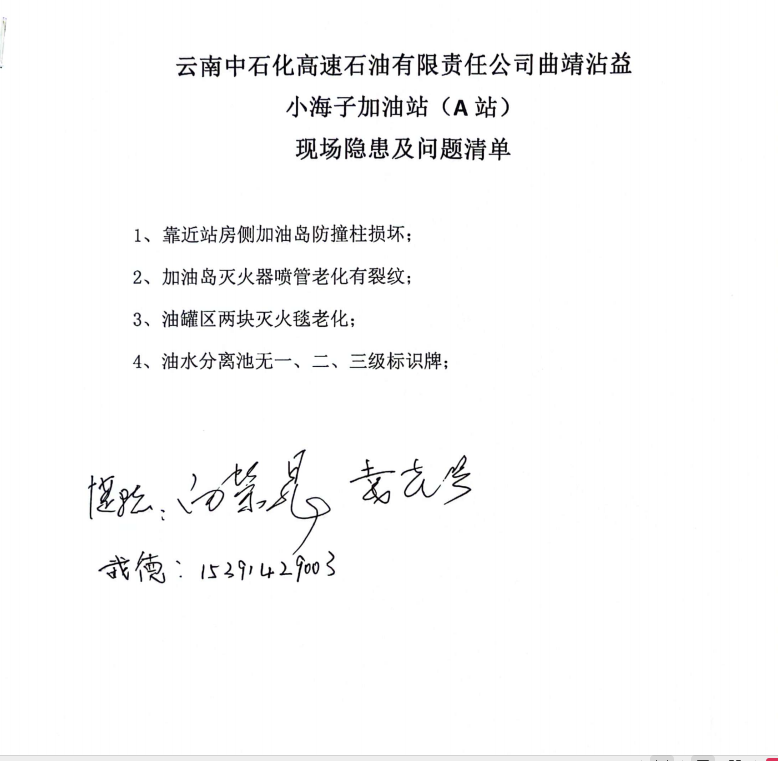 云南中石化高速石油有限责任公司曲靖沾益
小海子加油站（A 站）
现场隐患及问题清单
1、靠近站房侧加油岛防撞柱损坏；
2、加油岛灭火器喷管老化有裂纹；
3、油罐区两块灭火毯老化；
4、油水分离池无一、二、三级标识牌；
：15391429003